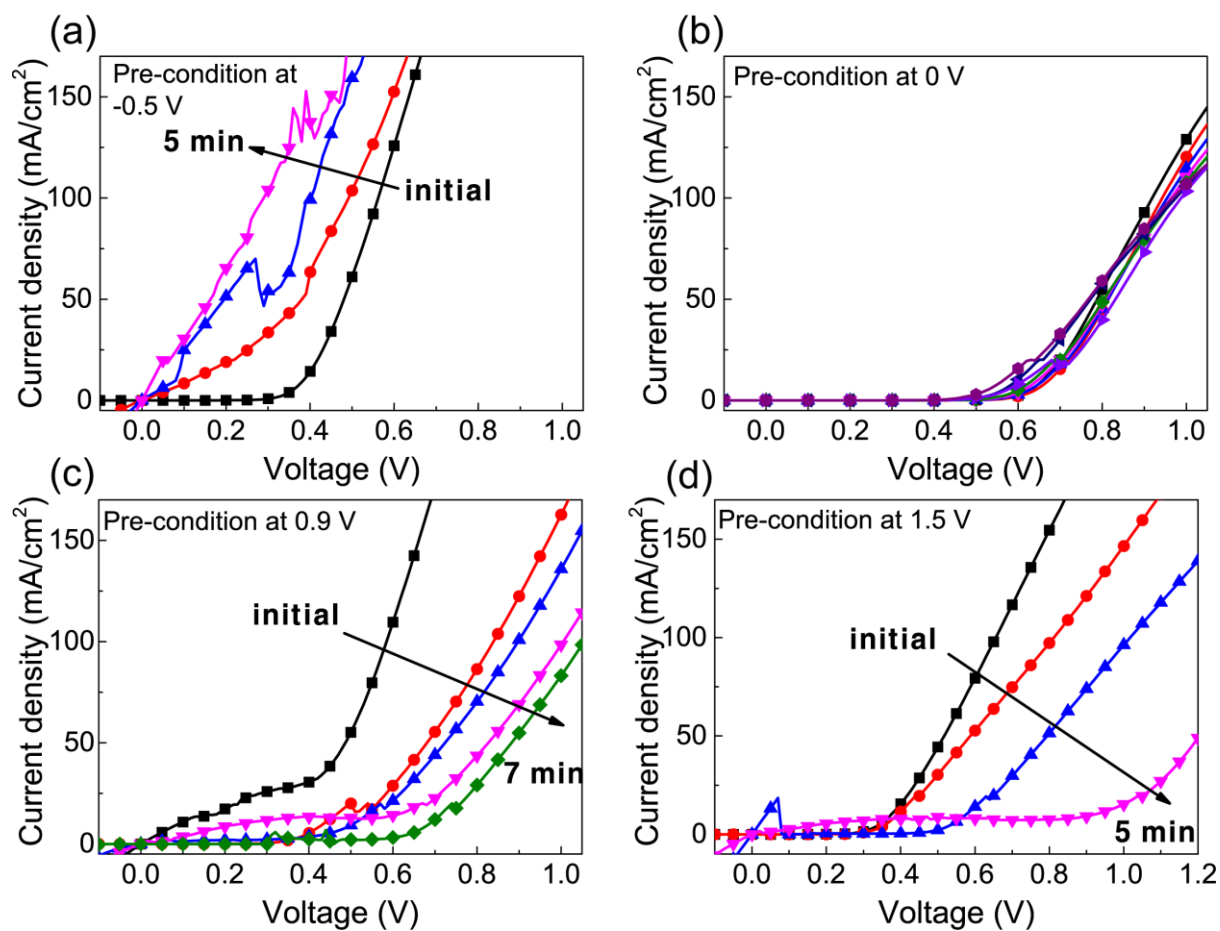 (a)
Pre-condition at
-0.5 V
5 min
initial
150
100
50
0
0.0 0.2 0.4 0.6 0.8 1.0
Voltage (V)
Current density (mA/cm²)
(b)
Pre-condition at 0 V
150
100
50
0
0.0 0.2 0.4 0.6 0.8 1.0
Voltage (V)
Current density (mA/cm²)
(c)
Pre-condition at 0.9 V
initial
7 min
150
100
50
0
0.0 0.2 0.4 0.6 0.8 1.0
Voltage (V)
Current density (mA/cm²)
(d)
Pre-condition at 1.5 V
initial
5 min
150
100
50
0
0.0 0.2 0.4 0.6 0.8 1.0 1.2
Voltage (V)
Current density (mA/cm²)